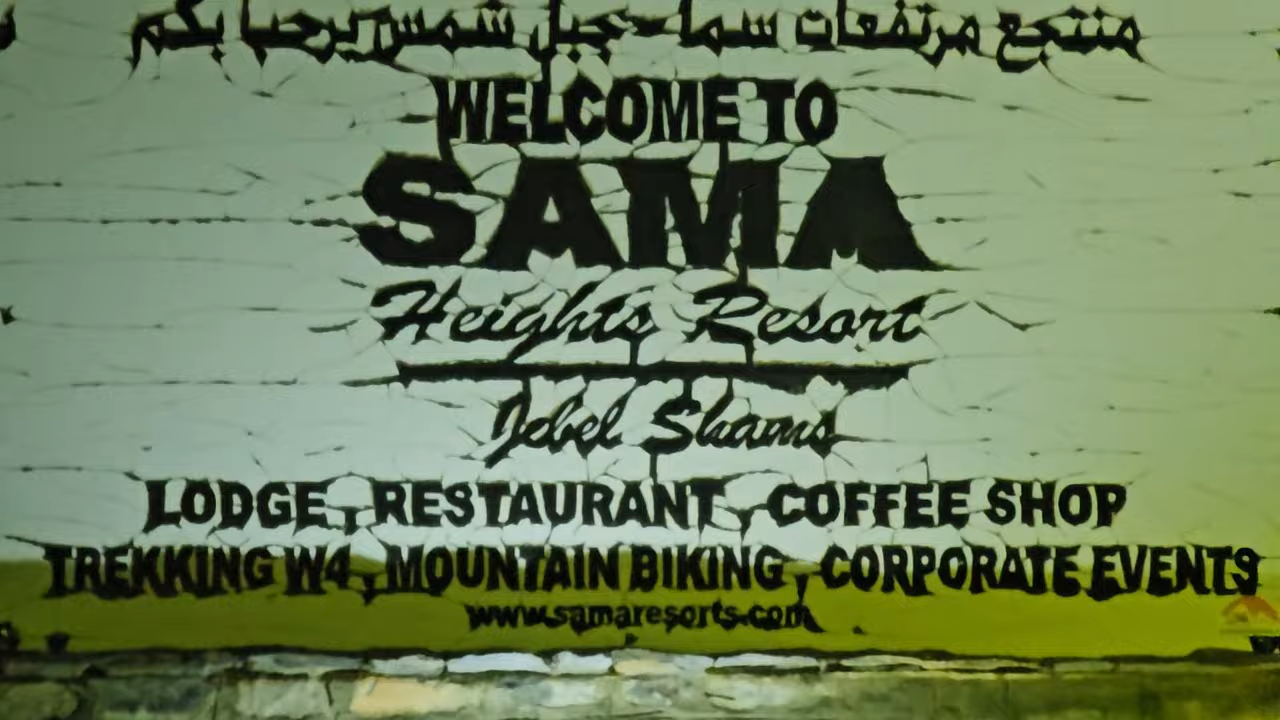 منتجع مرتفعات سما جبل شمس يرحبا بكم
WELCOME TO
SAMA
Heights Resort
Jebel Shams
LODGE, RESTAURANT, COFFEE SHOP
TREKKING W4, MOUNTAIN BIKING, CORPORATE EVENTS
www.samaresorts.com